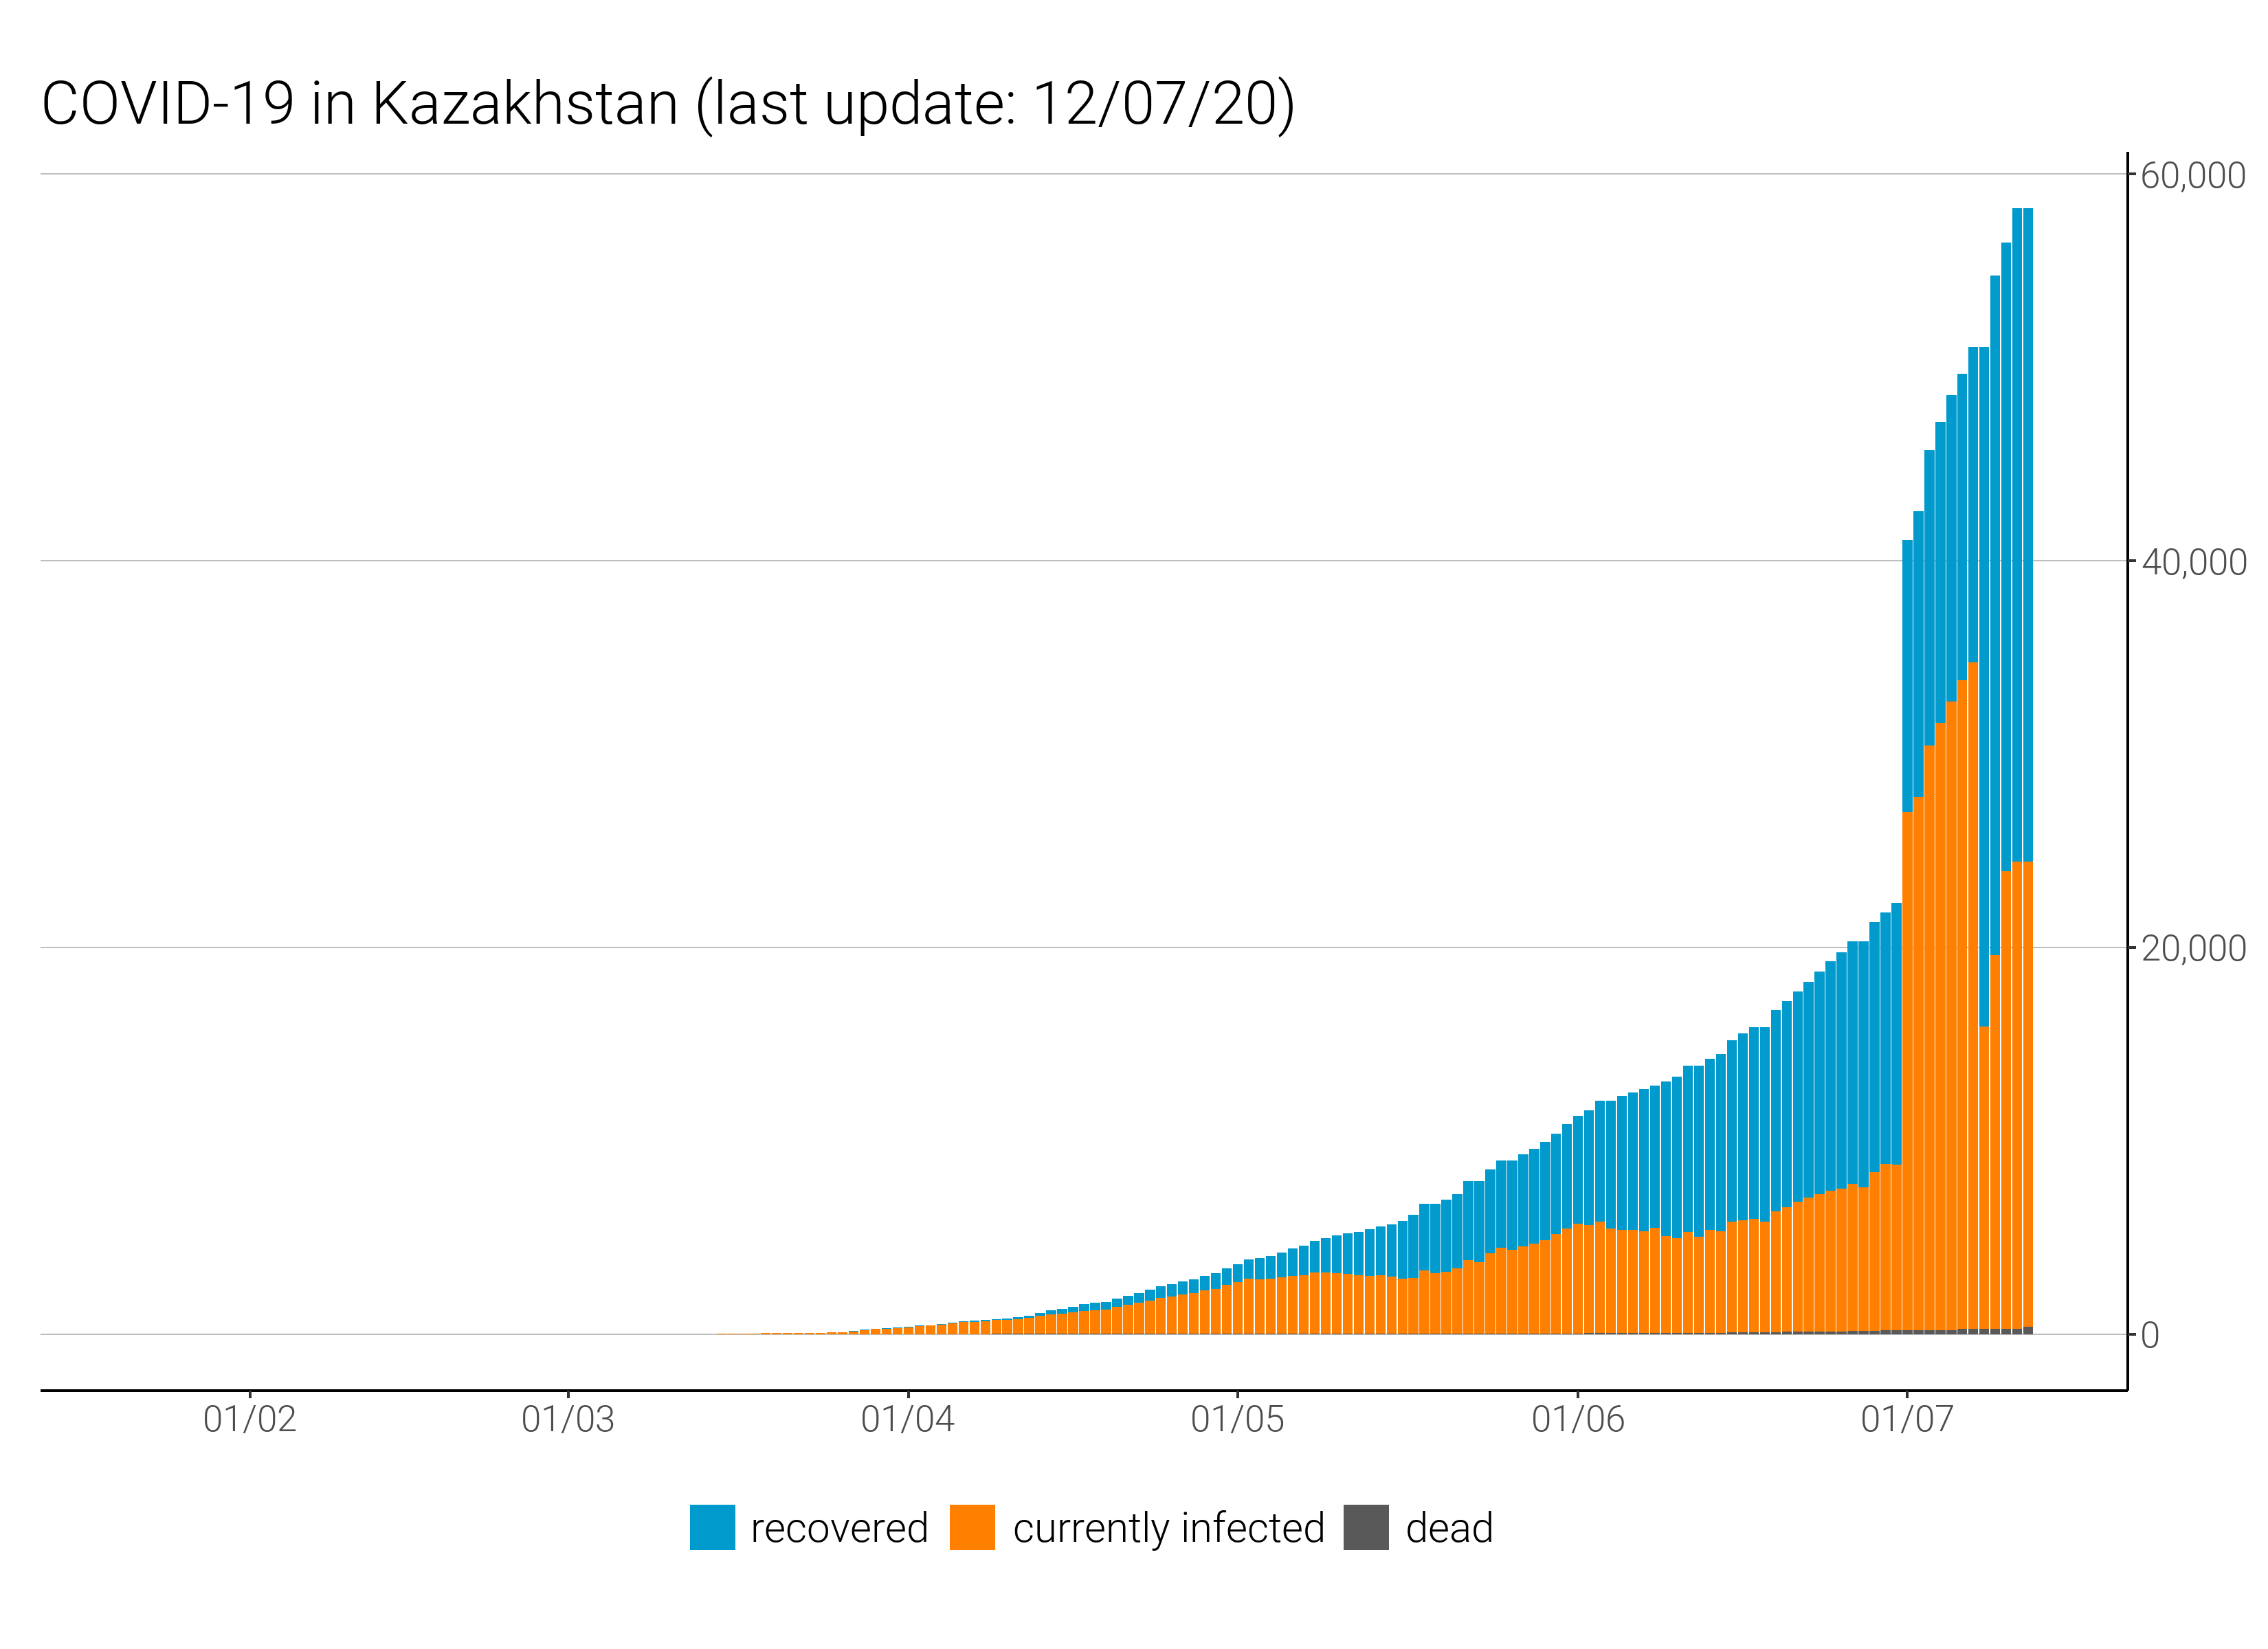 COVID-19 in Kazakhstan (last update: 12/07/20)
60,000
40,000
20,000
0
01/02 01/03 01/04 01/05 01/06 01/07
recovered currently infected dead